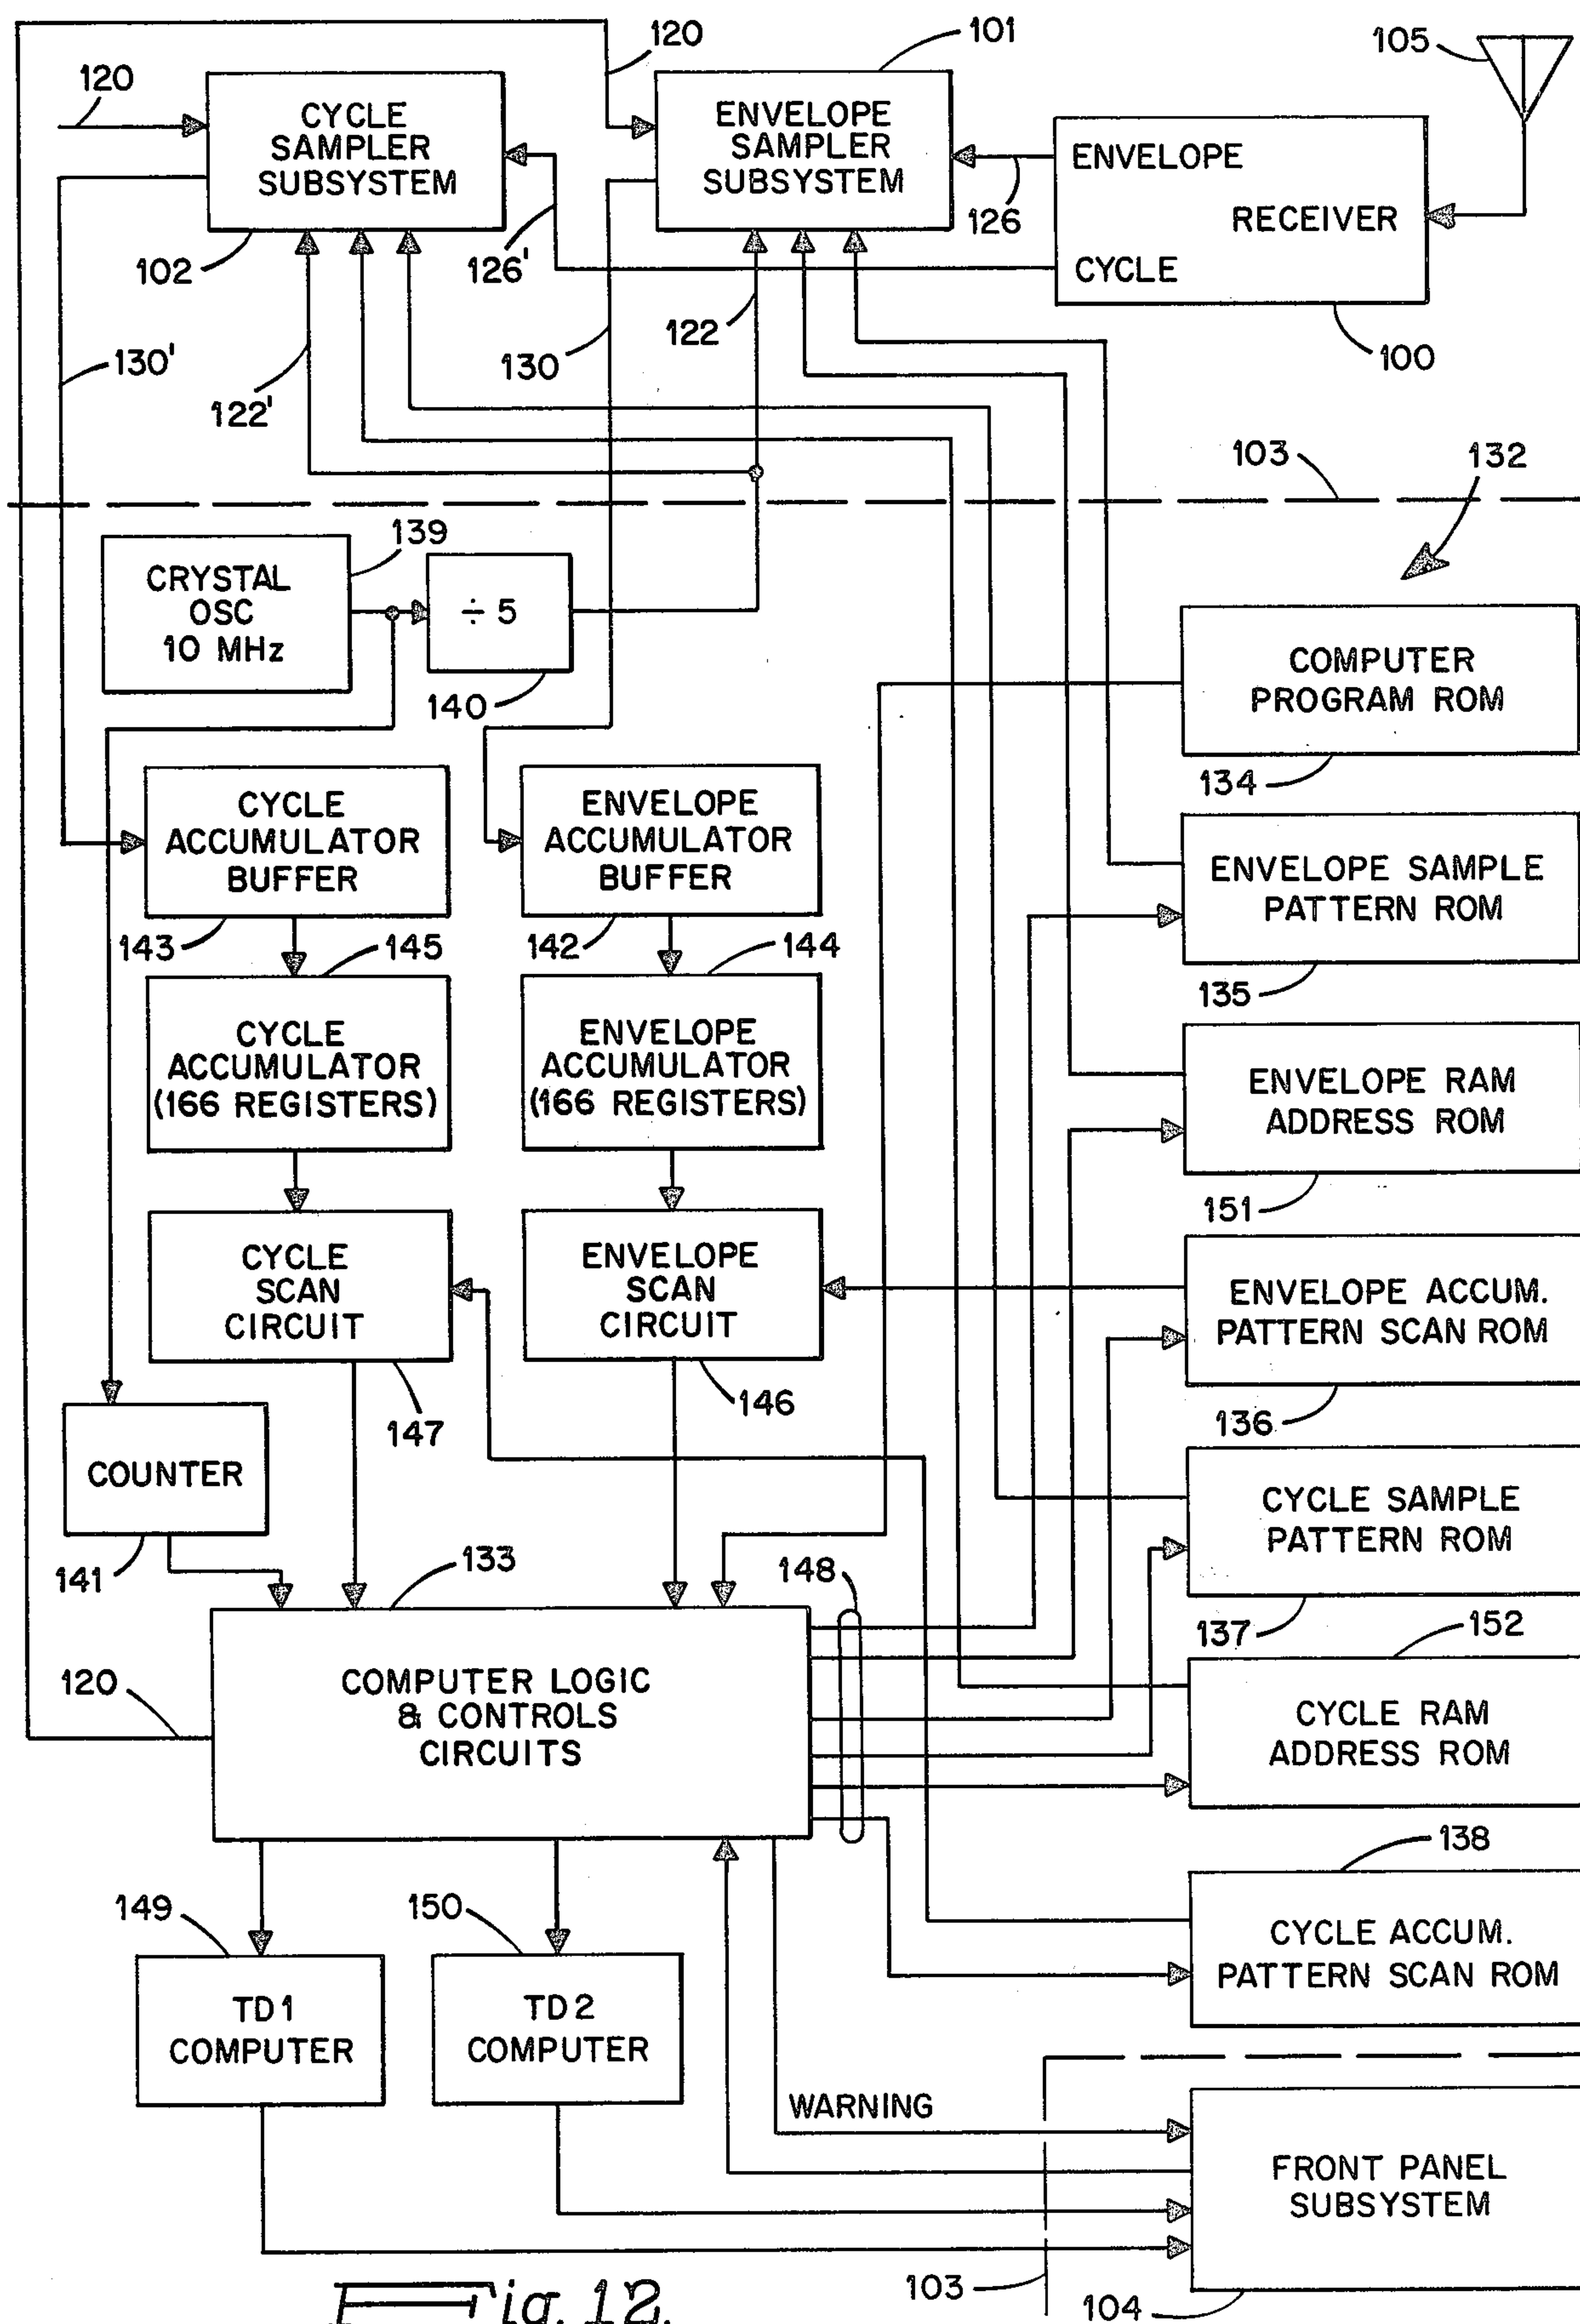 120
101
105
120
CYCLE
SAMPLER
SUBSYSTEM
ENVELOPE
SAMPLER
SUBSYSTEM
ENVELOPE
RECEIVER
CYCLE
126
102
126'
122
130
100
130'
122'
103
132
139
CRYSTAL
OSC
10 MHz
÷ 5
140
COMPUTER
PROGRAM ROM
134
CYCLE
ACCUMULATOR
BUFFER
ENVELOPE
ACCUMULATOR
BUFFER
ENVELOPE SAMPLE
PATTERN ROM
143
145
142
144
135
CYCLE
ACCUMULATOR
(166 REGISTERS)
ENVELOPE
ACCUMULATOR
(166 REGISTERS)
ENVELOPE RAM
ADDRESS ROM
151
CYCLE
SCAN
CIRCUIT
ENVELOPE
SCAN
CIRCUIT
ENVELOPE ACCUM.
PATTERN SCAN ROM
147
146
136
COUNTER
CYCLE SAMPLE
PATTERN ROM
141
133
148
137
152
120
COMPUTER LOGIC
& CONTROLS
CIRCUITS
CYCLE RAM
ADDRESS ROM
138
149
150
CYCLE ACCUM.
PATTERN SCAN ROM
TD1
COMPUTER
TD2
COMPUTER
WARNING
FRONT PANEL
SUBSYSTEM
103
104
Fig. 12.